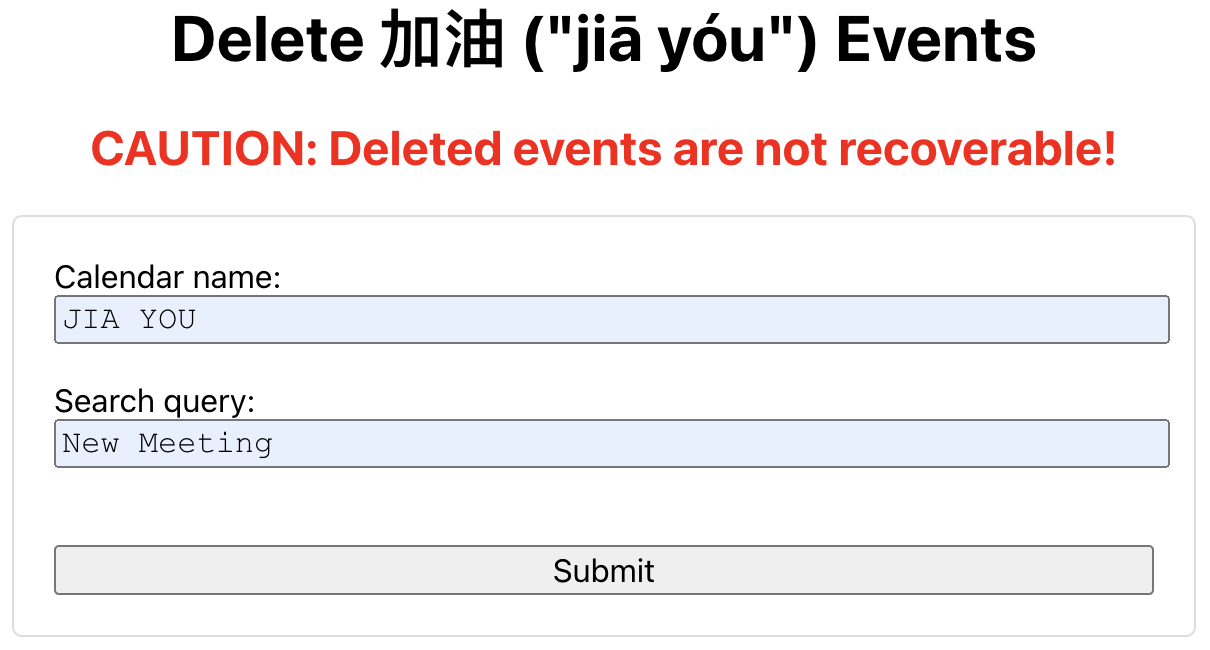 Delete 加油 ("jiā yóu") Events
CAUTION: Deleted events are not recoverable!
Calendar name:
JIA YOU
Search query:
New Meeting
Submit